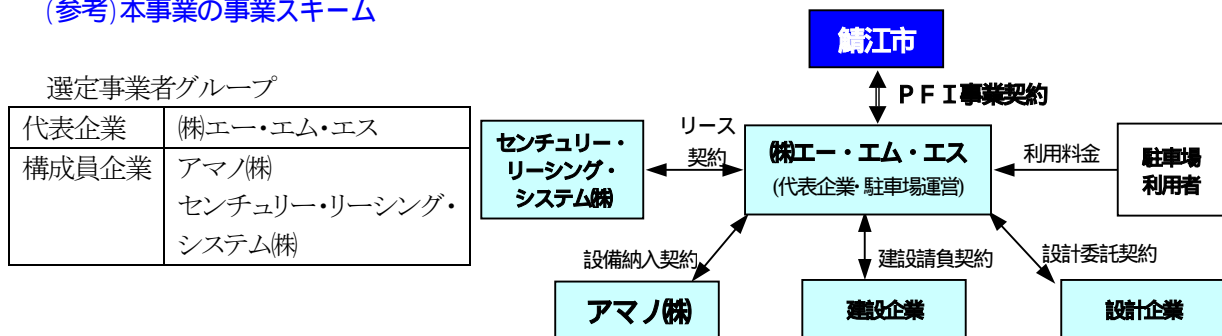 (参考)本事業の事業スキーム
選定事業者グループ
代表企業 ㈱エー・エム・エス
構成員企業 アマノ㈱
センチュリー・リーシング・
システム㈱
鯖江市
ＰＦＩ事業契約
センチュリー・
リーシング・
システム㈱
リース
契約
㈱エー・エム・エス
(代表企業・駐車場運営)
利用料金
駐車場
利用者
設備納入契約
建設請負契約
設計委託契約
アマノ㈱
建設企業
設計企業